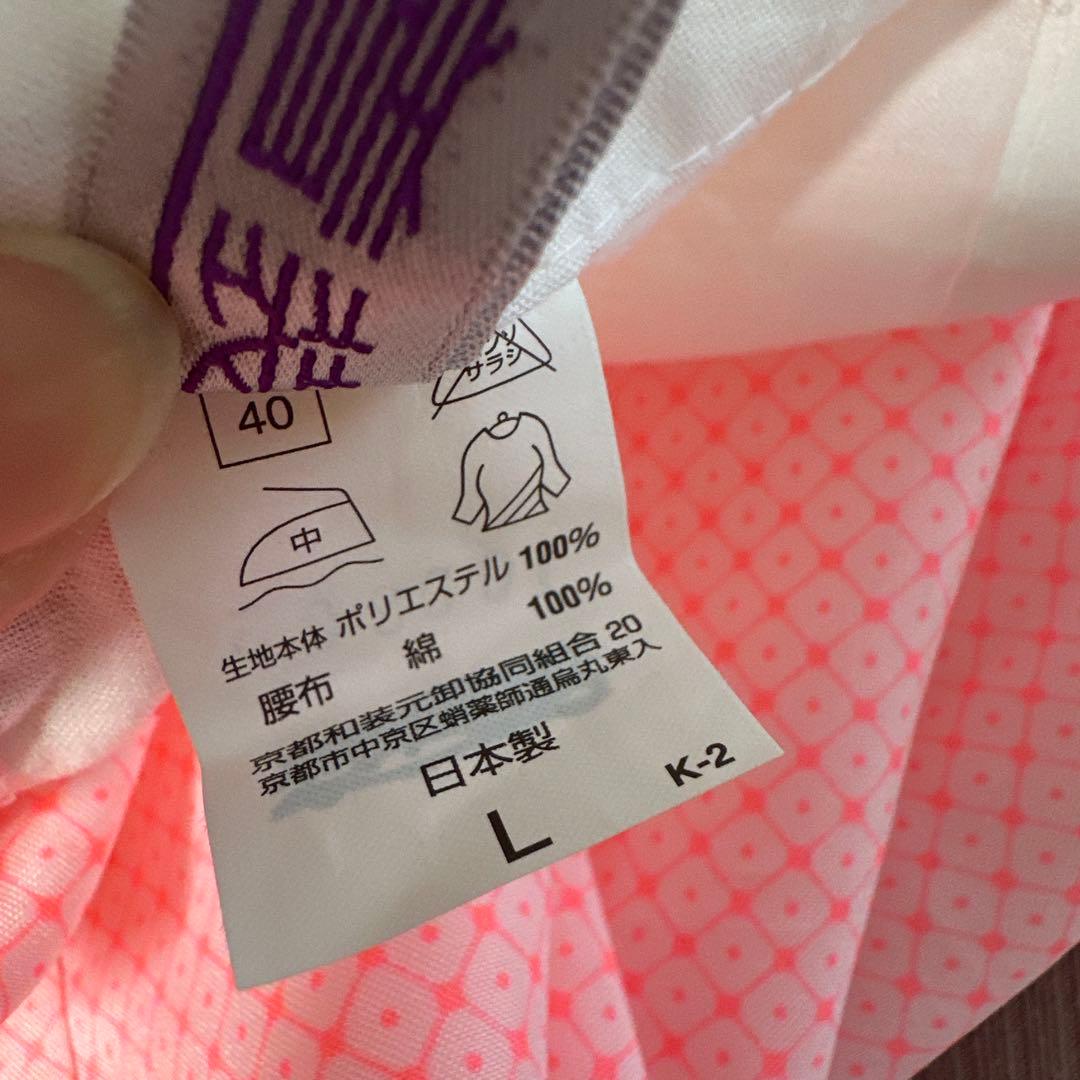 サラシ
40
中
生地本体 ポリエステル 100%
腰布 綿 100%
京都和装元卸協同組合 20
京都市中京区蛸薬師通烏丸東入
日本製
K-2
L